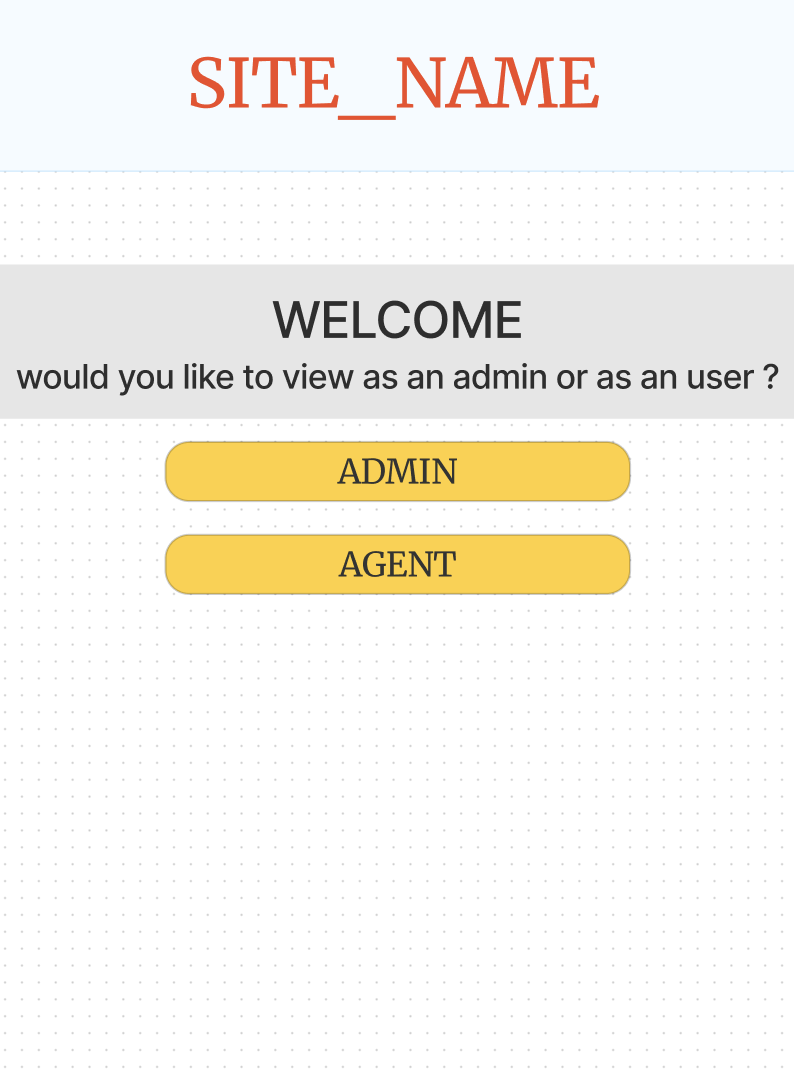 SITE_NAME
WELCOME
would you like to view as an admin or as an user ?
ADMIN
AGENT